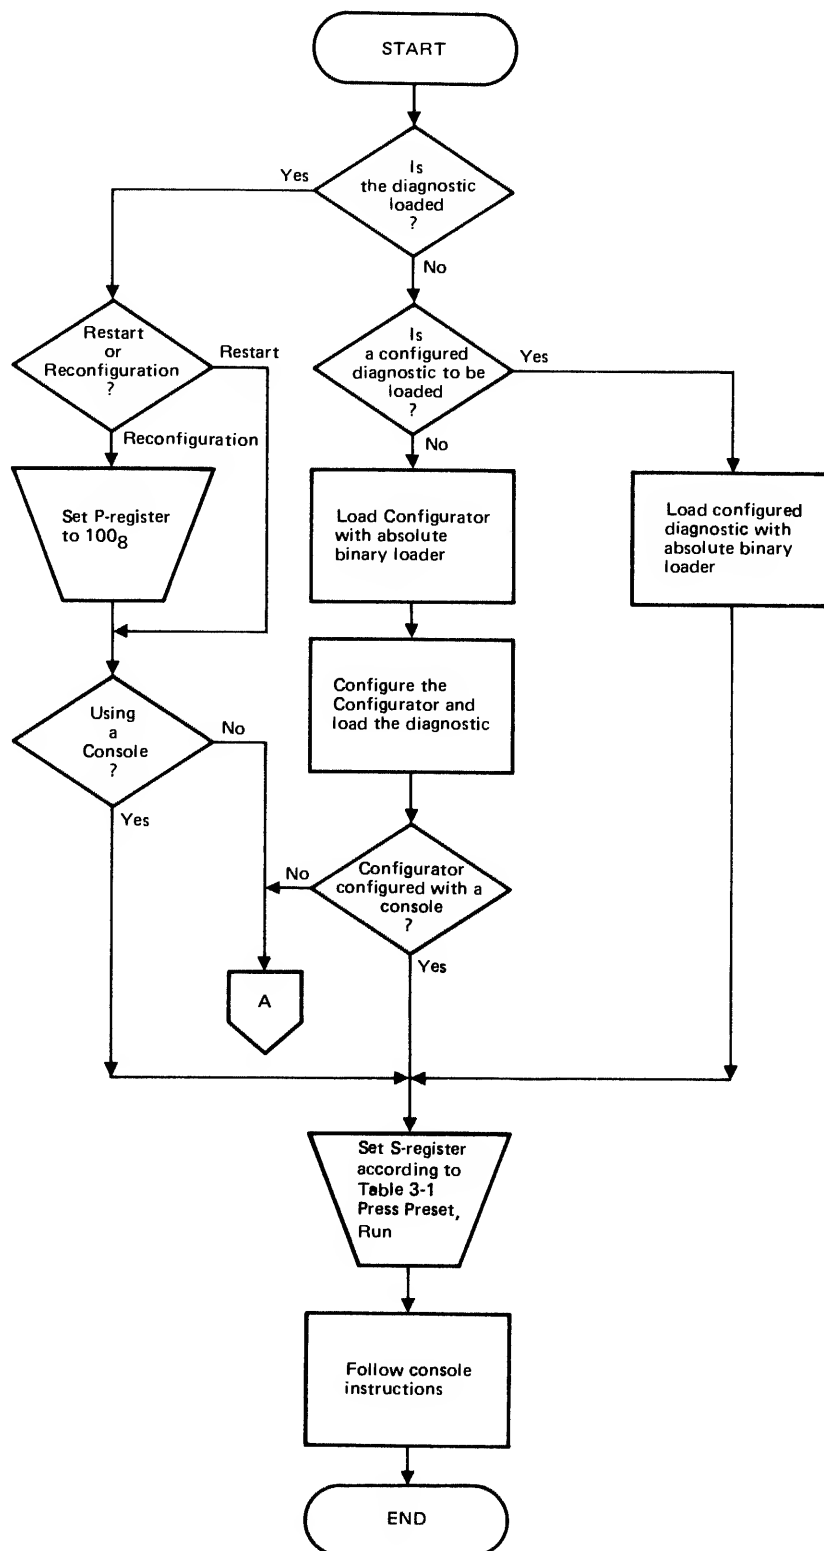 START
Is
the diagnostic
loaded
?
Yes
No
Restart
or
Reconfiguration
?
Restart
Reconfiguration
Is
a configured
diagnostic to be
loaded
?
Yes
No
Set P-register
to 100₈
Load Configurator
with absolute
binary loader
Load configured
diagnostic with
absolute binary
loader
Configure the
Configurator and
load the diagnostic
Using
a
Console
?
No
Yes
Configurator
configured with a
console
?
No
Yes
A
Set S-register
according to
Table 3-1
Press Preset,
Run
Follow console
instructions
END